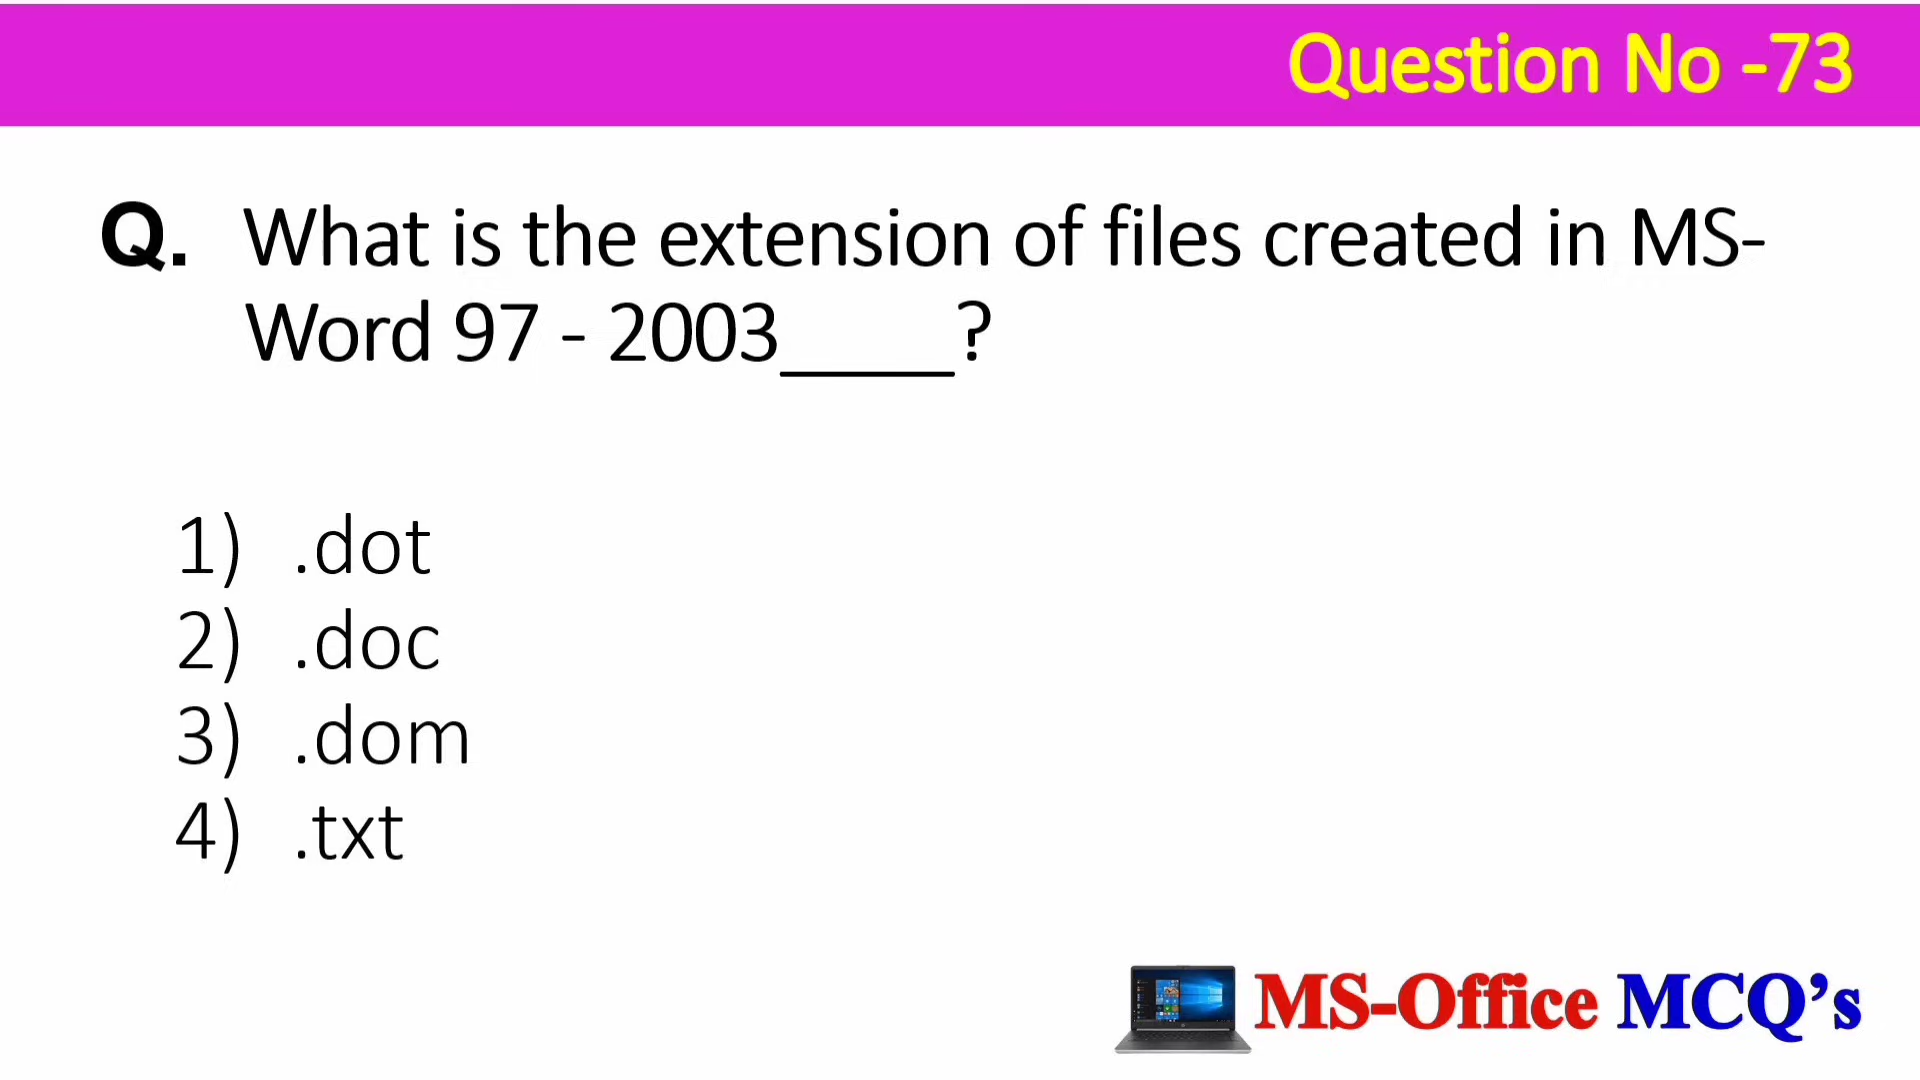 Question No -73
Q. What is the extension of files created in MS-
Word 97 - 2003_____?
1) .dot
2) .doc
3) .dom
4) .txt
MS-Office MCQ’s